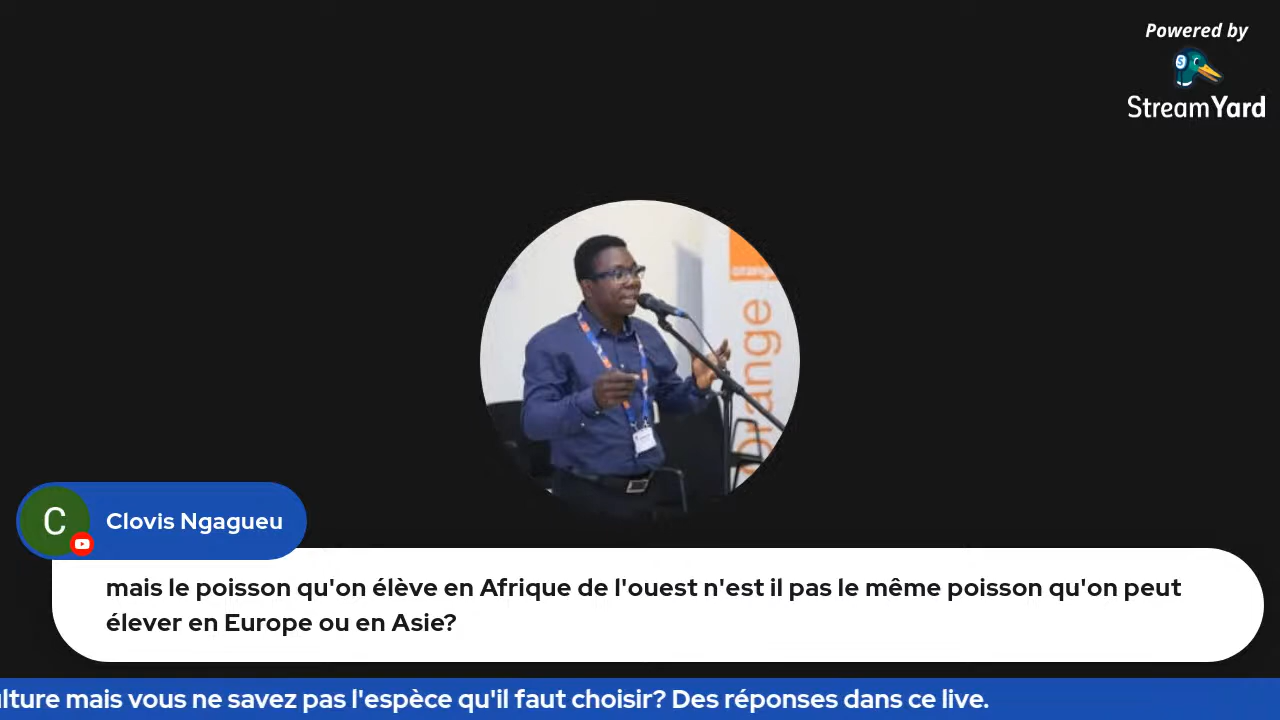 Powered by
S
StreamYard
orange
Orange
C
Clovis Ngagueu
mais le poisson qu'on élève en Afrique de l'ouest n'est il pas le même poisson qu'on peut
élever en Europe ou en Asie?
mais vous ne savez pas l'espèce qu'il faut choisir? Des réponses dans ce live.